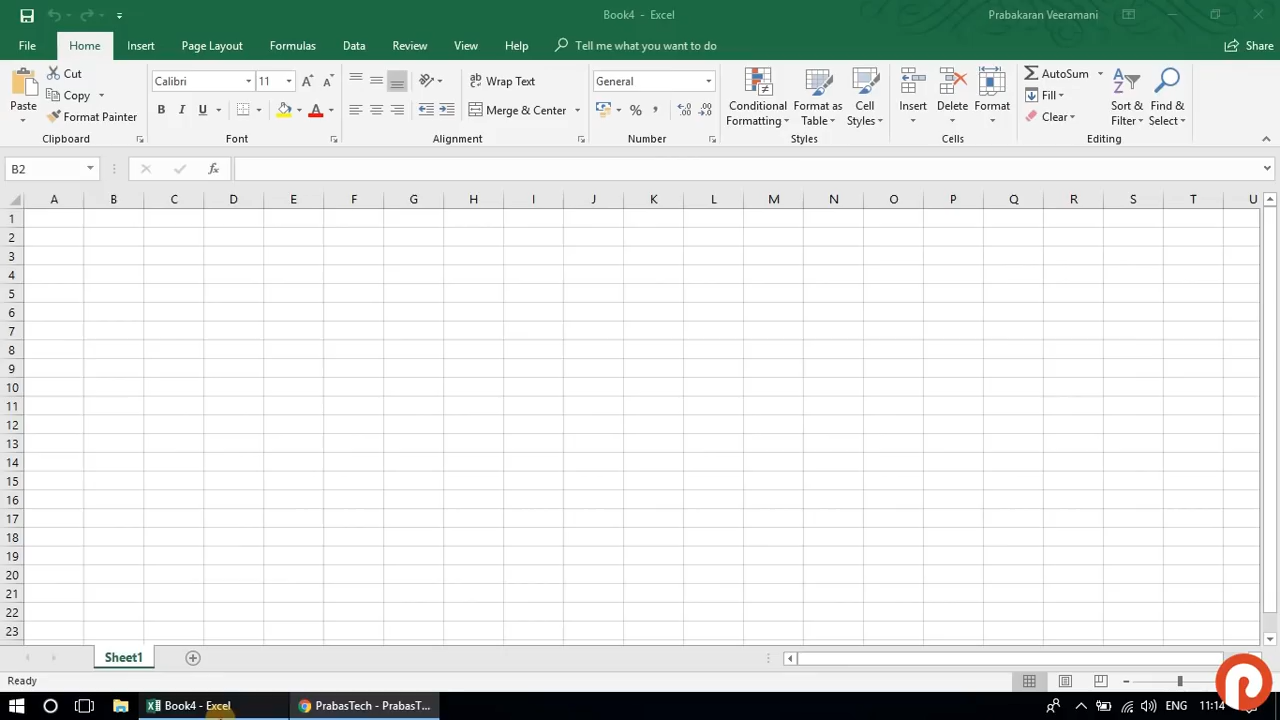 Book4 - Excel
Prabakaran Veeramani
File Home Insert Page Layout Formulas Data Review View Help Tell me what you want to do Share
Paste
Cut
Copy
Format Painter
Clipboard
Calibri 11
B I U A
Font
Wrap Text
Merge & Center
Alignment
General
% ,
Number
Conditional Formatting
Format as Table
Cell Styles
Styles
Insert
Delete
Format
Cells
AutoSum
Fill
Clear
Sort & Filter
Find & Select
Editing
B2 fx
A B C D E F G H I J K L M N O P Q R S T U
1
2
3
4
5
6
7
8
9
10
11
12
13
14
15
16
17
18
19
20
21
22
23
Sheet1
Ready
Book4 - Excel PrabasTech - PrabasT... ENG 11:14